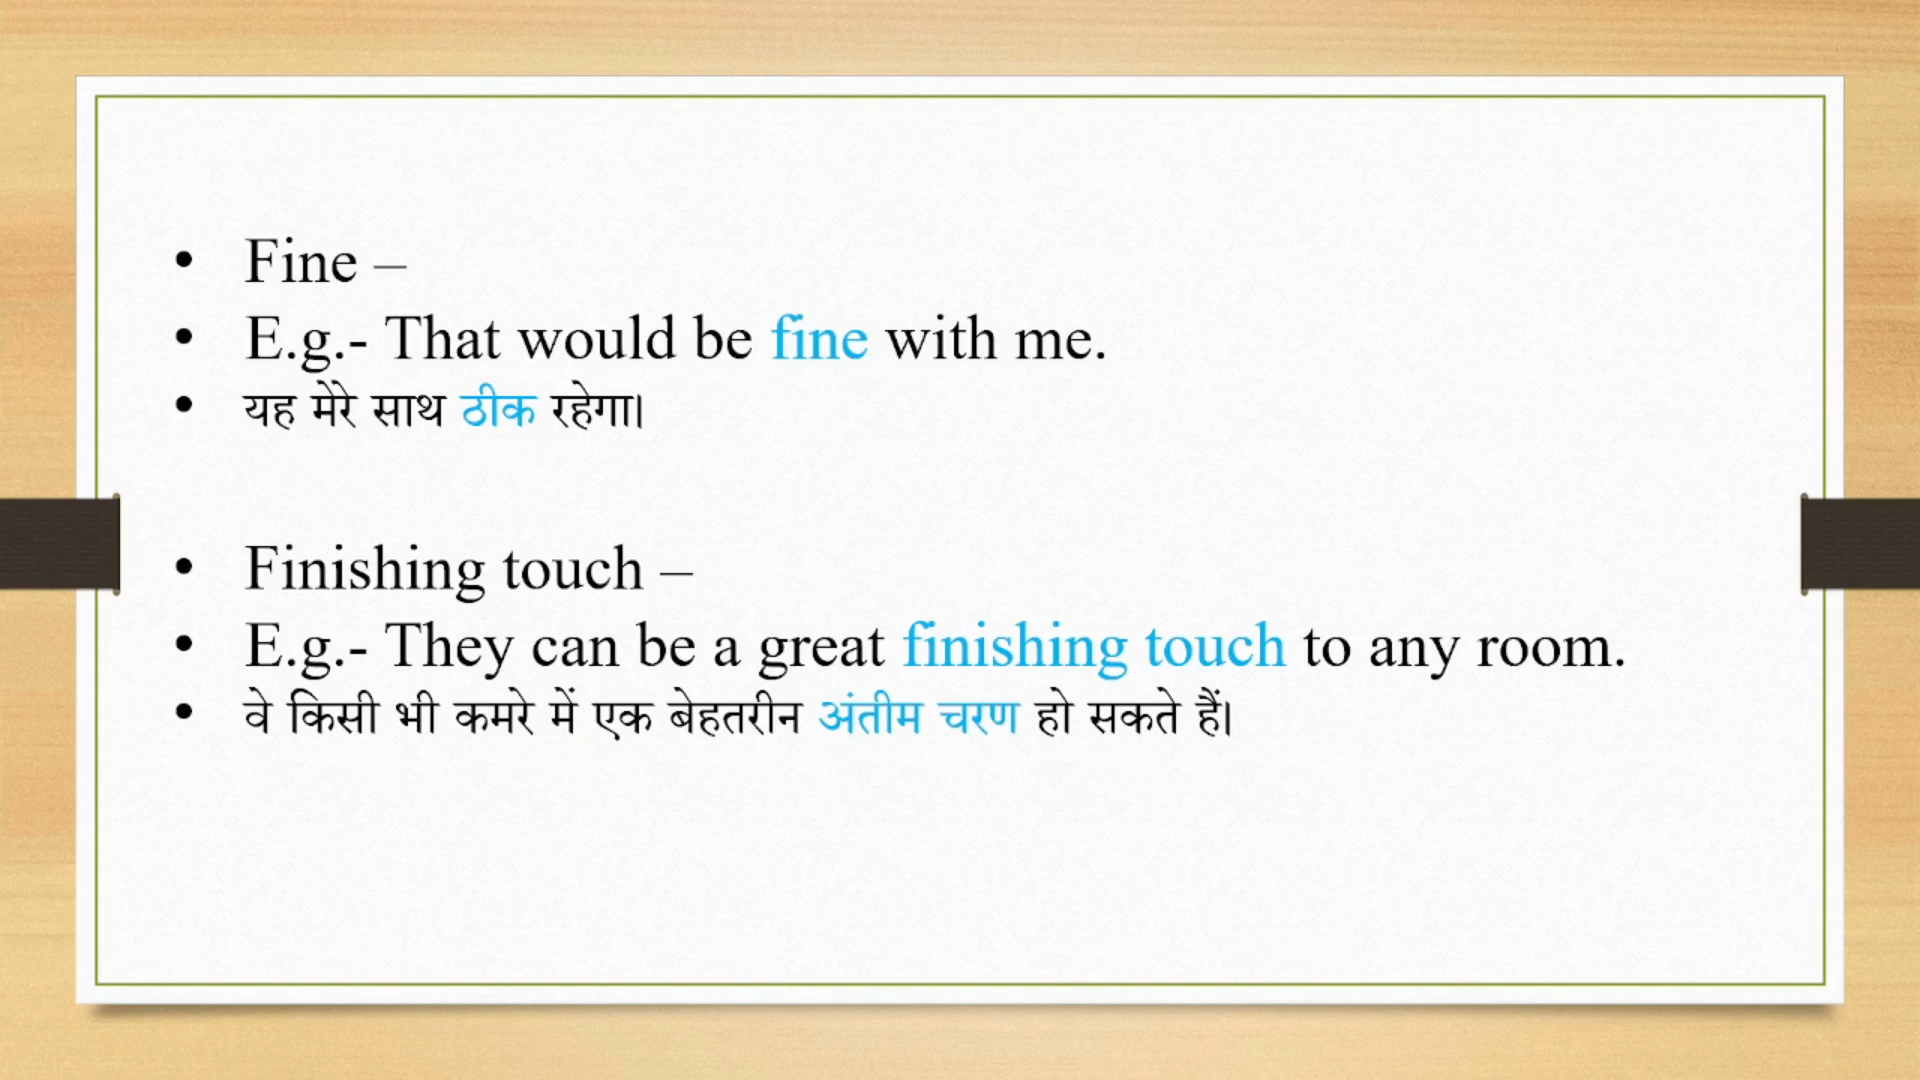 • Fine –
• E.g.- That would be fine with me.
• यह मेरे साथ ठीक रहेगा।
• Finishing touch –
• E.g.- They can be a great finishing touch to any room.
• वे किसी भी कमरे में एक बेहतरीन अंतीम चरण हो सकते हैं।